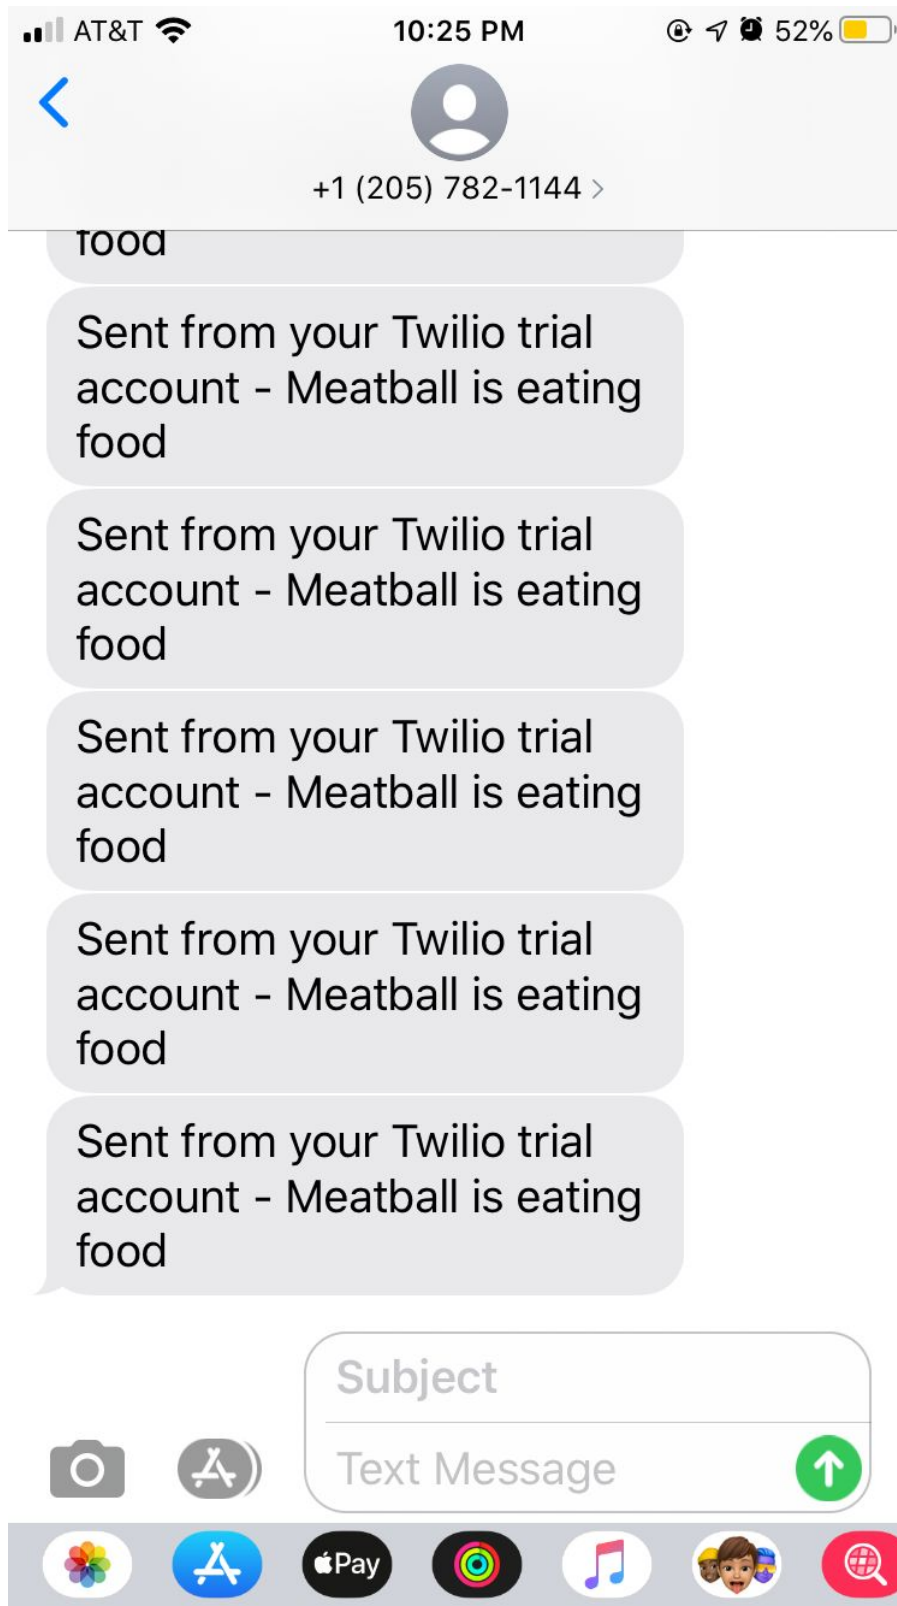 AT&T 10:25 PM 52%
+1 (205) 782-1144 >
food
Sent from your Twilio trial
account - Meatball is eating
food
Sent from your Twilio trial
account - Meatball is eating
food
Sent from your Twilio trial
account - Meatball is eating
food
Sent from your Twilio trial
account - Meatball is eating
food
Sent from your Twilio trial
account - Meatball is eating
food
Subject
Text Message
Pay